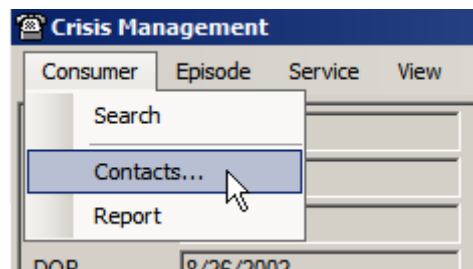 Crisis Management
Consumer Episode Service View
Search
Contacts...
Report
DOB 8/26/2002